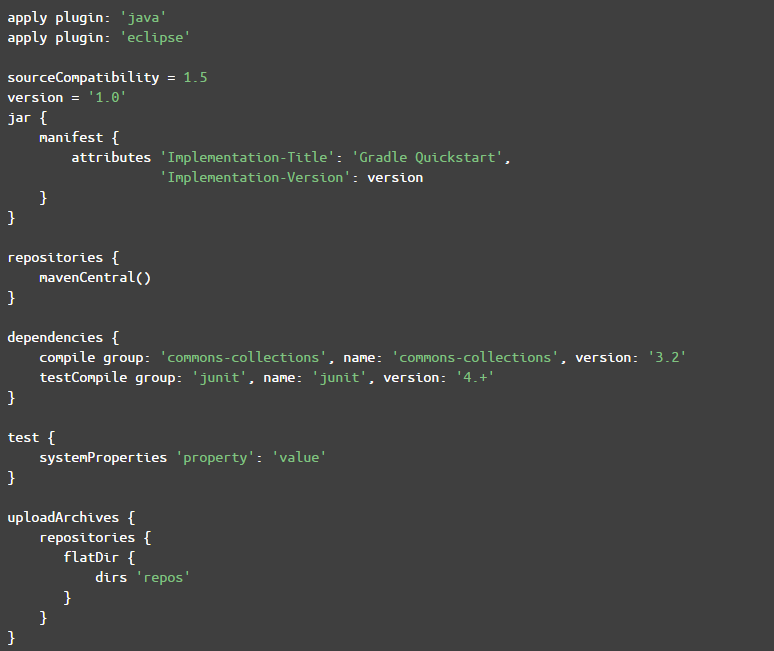 apply plugin: 'java'
apply plugin: 'eclipse'

sourceCompatibility = 1.5
version = '1.0'
jar {
    manifest {
        attributes 'Implementation-Title': 'Gradle Quickstart',
                   'Implementation-Version': version
    }
}

repositories {
    mavenCentral()
}

dependencies {
    compile group: 'commons-collections', name: 'commons-collections', version: '3.2'
    testCompile group: 'junit', name: 'junit', version: '4.+'
}

test {
    systemProperties 'property': 'value'
}

uploadArchives {
    repositories {
       flatDir {
           dirs 'repos'
       }
    }
}